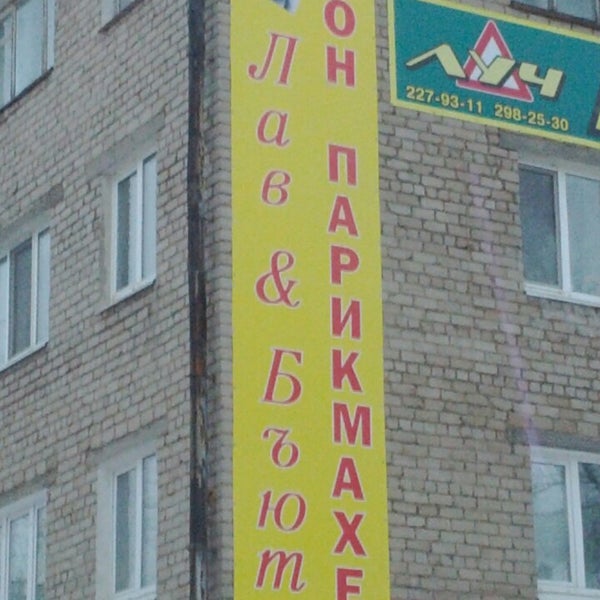 Лав & Бъют
ОН ПАРИКМАХЕ
ЛУЧ
227-93-11 298-25-30